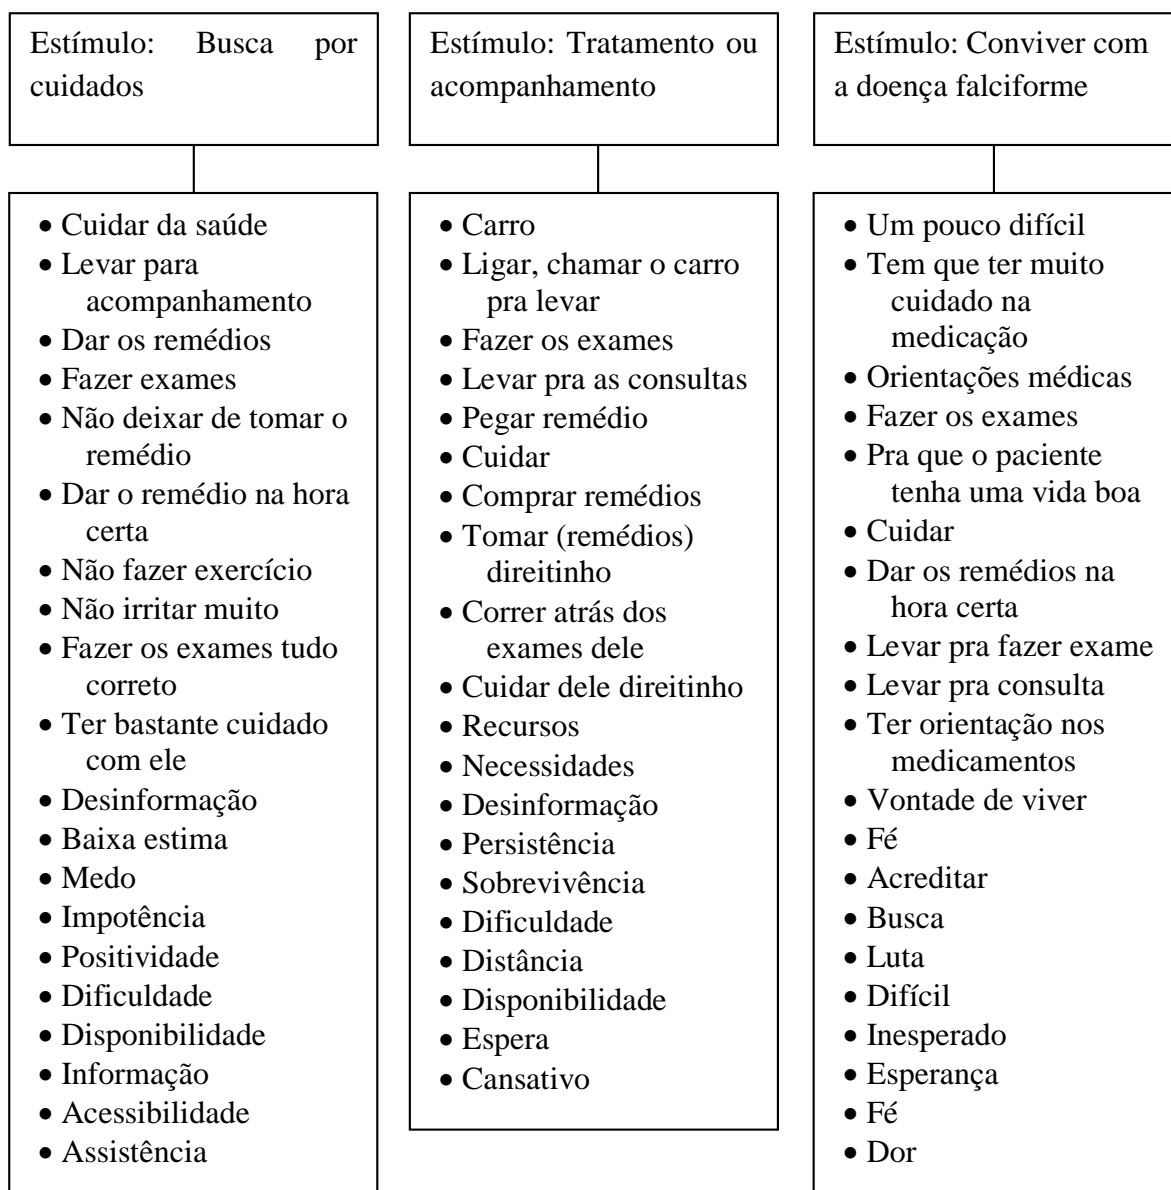 Estímulo: Busca por
cuidados
• Cuidar da saúde
• Levar para
acompanhamento
• Dar os remédios
• Fazer exames
• Não deixar de tomar o
remédio
• Dar o remédio na hora
certa
• Não fazer exercício
• Não irritar muito
• Fazer os exames tudo
correto
• Ter bastante cuidado
com ele
• Desinformação
• Baixa estima
• Medo
• Impotência
• Positividade
• Dificuldade
• Disponibilidade
• Informação
• Acessibilidade
• Assistência
Estímulo: Tratamento ou
acompanhamento
• Carro
• Ligar, chamar o carro
pra levar
• Fazer os exames
• Levar pra as consultas
• Pegar remédio
• Cuidar
• Comprar remédios
• Tomar (remédios)
direitinho
• Correr atrás dos
exames dele
• Cuidar dele direitinho
• Recursos
• Necessidades
• Desinformação
• Persistência
• Sobrevivência
• Dificuldade
• Distância
• Disponibilidade
• Espera
• Cansativo
Estímulo: Conviver com
a doença falciforme
• Um pouco difícil
• Tem que ter muito
cuidado na
medicação
• Orientações médicas
• Fazer os exames
• Pra que o paciente
tenha uma vida boa
• Cuidar
• Dar os remédios na
hora certa
• Levar pra fazer exame
• Levar pra consulta
• Ter orientação nos
medicamentos
• Vontade de viver
• Fé
• Acreditar
• Busca
• Luta
• Difícil
• Inesperado
• Esperança
• Fé
• Dor